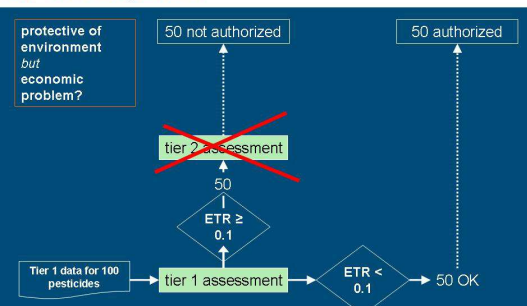 protective of
environment
but
economic
problem?
50 not authorized
50 authorized
tier 2 assessment
50
ETR ≥
0.1
Tier 1 data for 100
pesticides
tier 1 assessment
ETR <
0.1
50 OK